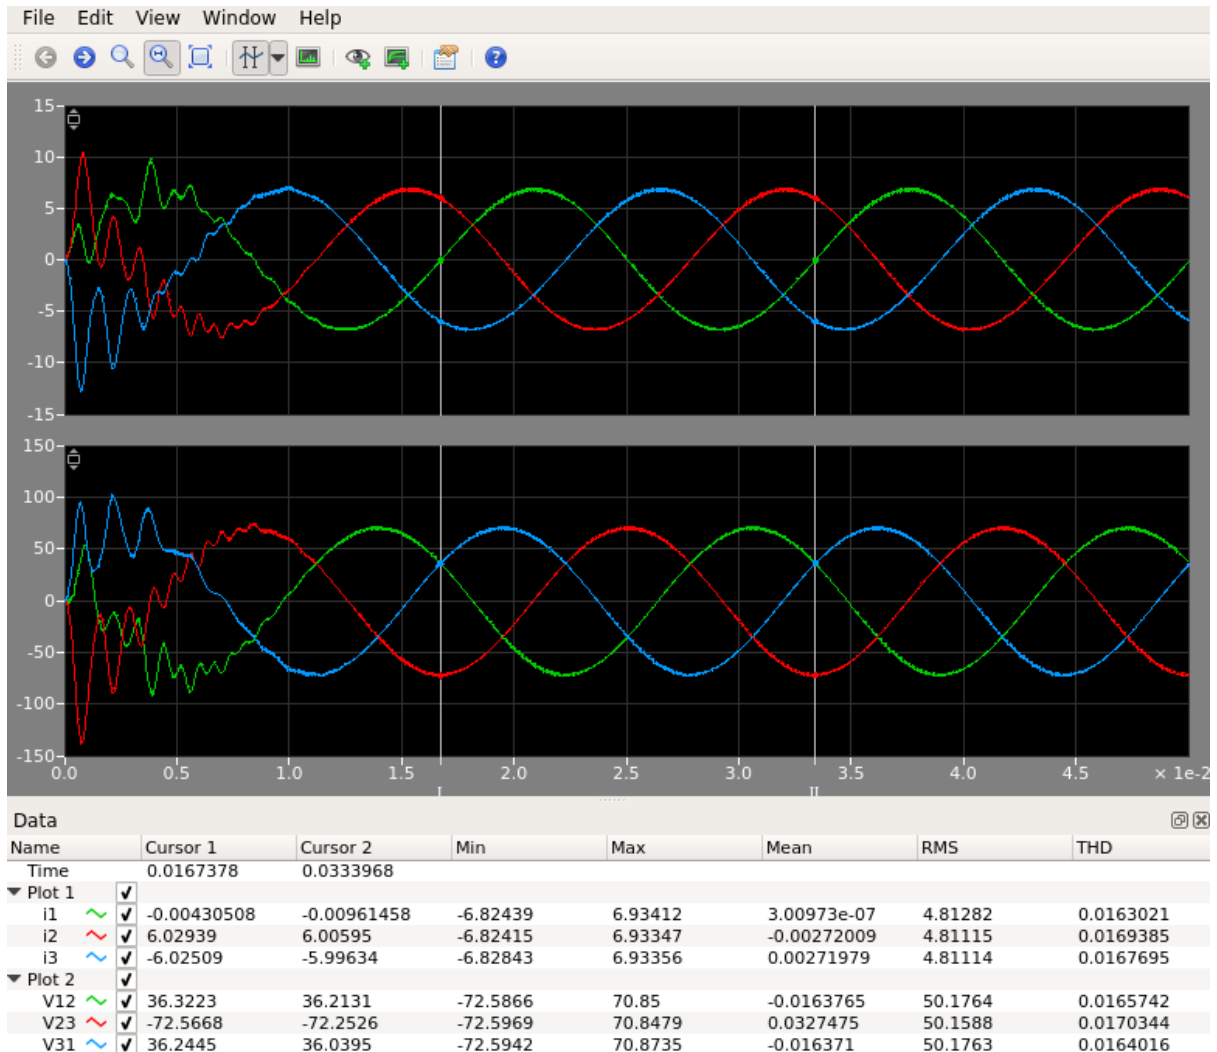 File Edit View Window Help
15
10
5
0
-5
-10
-15
150
100
50
0
-50
-100
-150
0.0 0.5 1.0 1.5 2.0 2.5 3.0 3.5 4.0 4.5 × 1e-2
I II
Data
Name Cursor 1 Cursor 2 Min Max Mean RMS THD
Time 0.0167378 0.0333968
Plot 1
i1 -0.00430508 -0.00961458 -6.82439 6.93412 3.00973e-07 4.81282 0.0163021
i2 6.02939 6.00595 -6.82415 6.93347 -0.00272009 4.81115 0.0169385
i3 -6.02509 -5.99634 -6.82843 6.93356 0.00271979 4.81114 0.0167695
Plot 2
V12 36.3223 36.2131 -72.5866 70.85 -0.0163765 50.1764 0.0165742
V23 -72.5668 -72.2526 -72.5969 70.8479 0.0327475 50.1588 0.0170344
V31 36.2445 36.0395 -72.5942 70.8735 -0.016371 50.1763 0.0164016